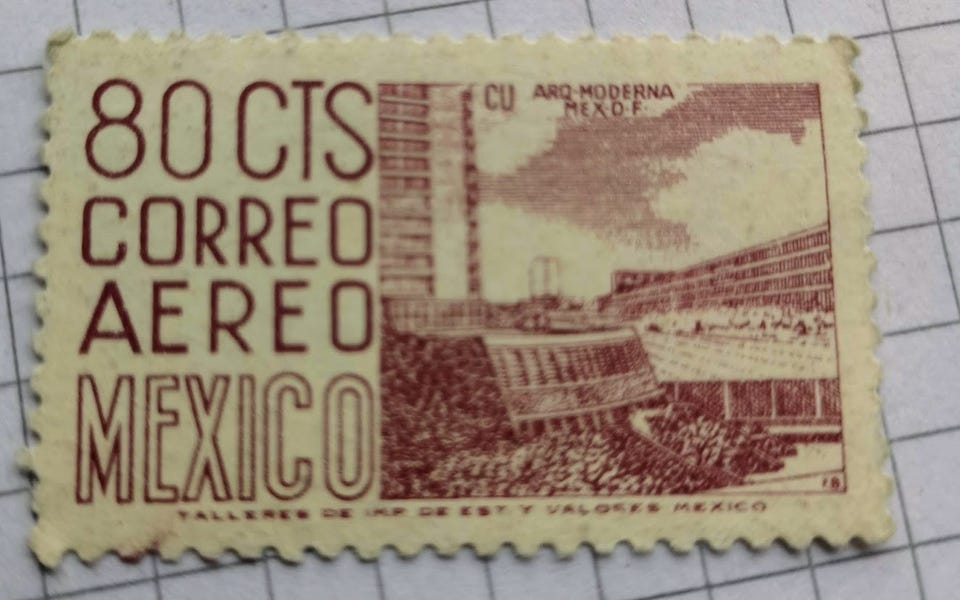 80 CTS
CORREO
AEREO
MEXICO
CU ARQ·MODERNA
MEX·D·F·
TALLERES DE IMP. DE EST. Y VALORES MEXICO